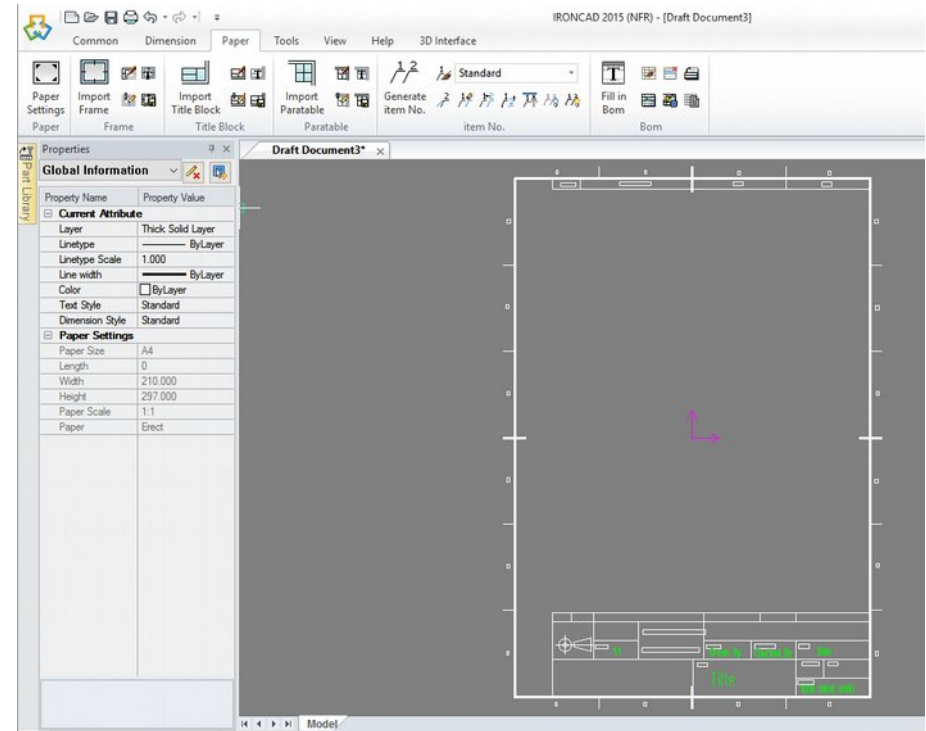 IRONCAD 2015 (NFR) - [Draft Document3]
Common Dimension Paper Tools View Help 3D Interface
Standard
Paper Settings
Import Frame
Import Title Block
Import Paratable
Generate item No.
Fill in Bom
Paper Frame Title Block Paratable item No. Bom
Properties
Draft Document3*
Part Library
Global Information
Property Name Property Value
Current Attribute
Layer Thick Solid Layer
Linetype ByLayer
Linetype Scale 1.000
Line width ByLayer
Color ByLayer
Text Style Standard
Dimension Style Standard
Paper Settings
Paper Size A4
Length 0
Width 210.000
Height 297.000
Paper Scale 1:1
Paper Erect
Title
Model